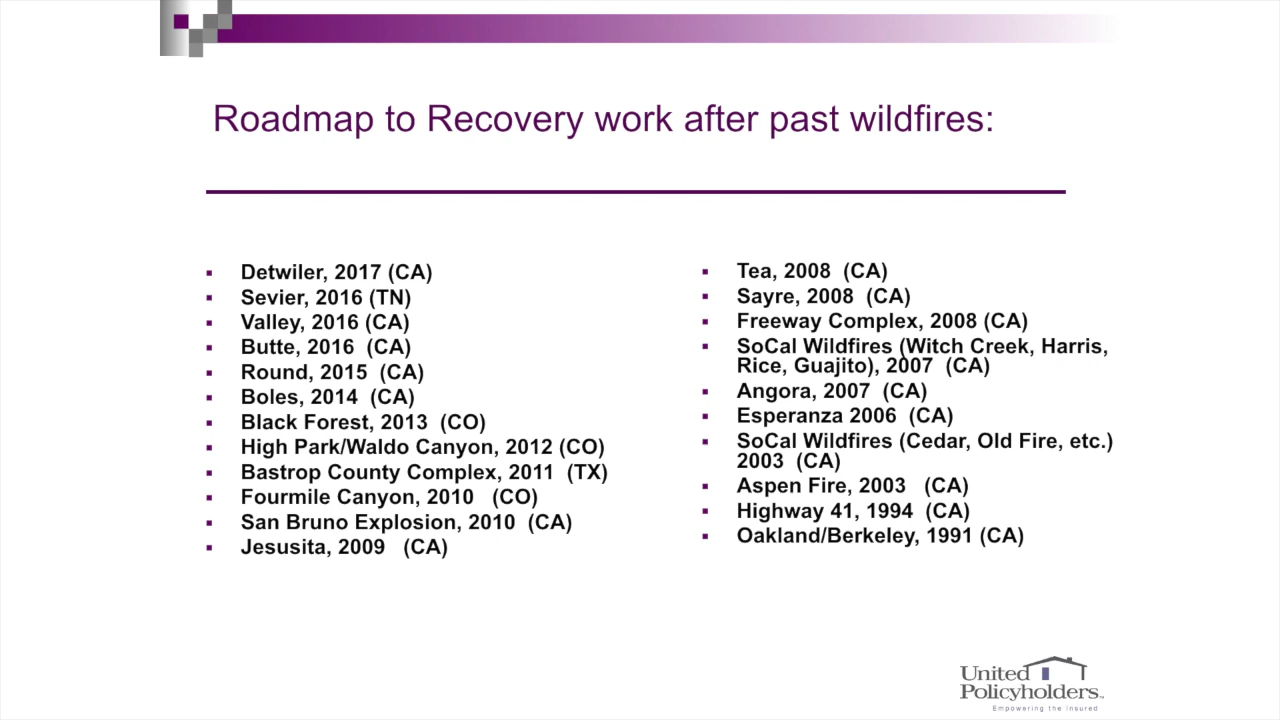 Roadmap to Recovery work after past wildfires:
Detwiler, 2017 (CA)
Sevier, 2016 (TN)
Valley, 2016 (CA)
Butte, 2016 (CA)
Round, 2015 (CA)
Boles, 2014 (CA)
Black Forest, 2013 (CO)
High Park/Waldo Canyon, 2012 (CO)
Bastrop County Complex, 2011 (TX)
Fourmile Canyon, 2010 (CO)
San Bruno Explosion, 2010 (CA)
Jesusita, 2009 (CA)
Tea, 2008 (CA)
Sayre, 2008 (CA)
Freeway Complex, 2008 (CA)
SoCal Wildfires (Witch Creek, Harris,
Rice, Guajito), 2007 (CA)
Angora, 2007 (CA)
Esperanza 2006 (CA)
SoCal Wildfires (Cedar, Old Fire, etc.)
2003 (CA)
Aspen Fire, 2003 (CA)
Highway 41, 1994 (CA)
Oakland/Berkeley, 1991 (CA)
United
Policyholders™
Empowering the Insured